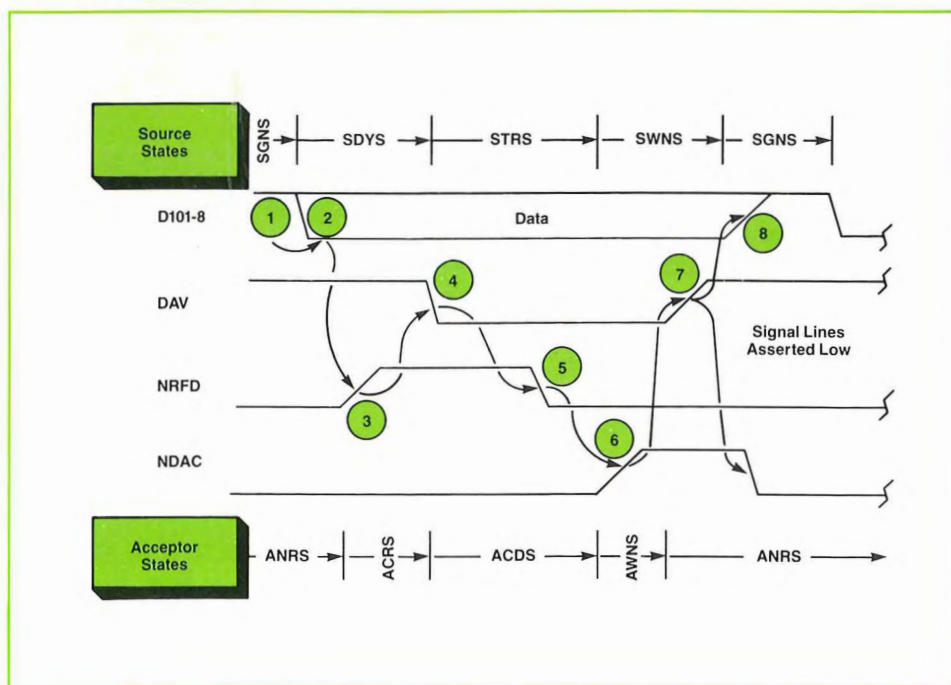 Source
States
SGNS
SDYS
STRS
SWNS
SGNS
D101-8
1
2
Data
8
DAV
4
7
Signal Lines
Asserted Low
NRFD
3
5
NDAC
6
Acceptor
States
ANRS
ACRS
ACDS
AWNS
ANRS